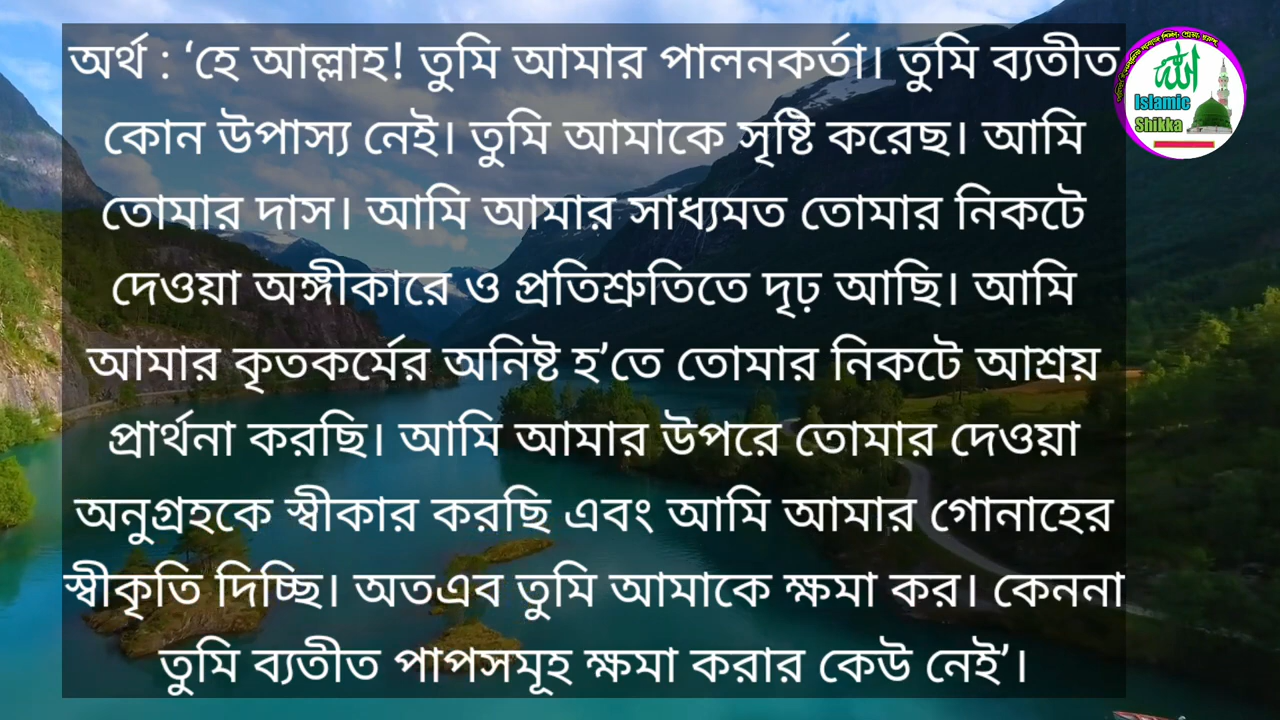 অর্থ : ‘হে আল্লাহ! তুমি আমার পালনকর্তা। তুমি ব্যতীত
কোন উপাস্য নেই। তুমি আমাকে সৃষ্টি করেছ। আমি
তোমার দাস। আমি আমার সাধ্যমত তোমার নিকটে
দেওয়া অঙ্গীকারে ও প্রতিশ্রুতিতে দৃঢ় আছি। আমি
আমার কৃতকর্মের অনিষ্ট হ’তে তোমার নিকটে আশ্রয়
প্রার্থনা করছি। আমি আমার উপরে তোমার দেওয়া
অনুগ্রহকে স্বীকার করছি এবং আমি আমার গোনাহের
স্বীকৃতি দিচ্ছি। অতএব তুমি আমাকে ক্ষমা কর। কেননা
তুমি ব্যতীত পাপসমূহ ক্ষমা করার কেউ নেই’।
الله
Islamic
Shikka